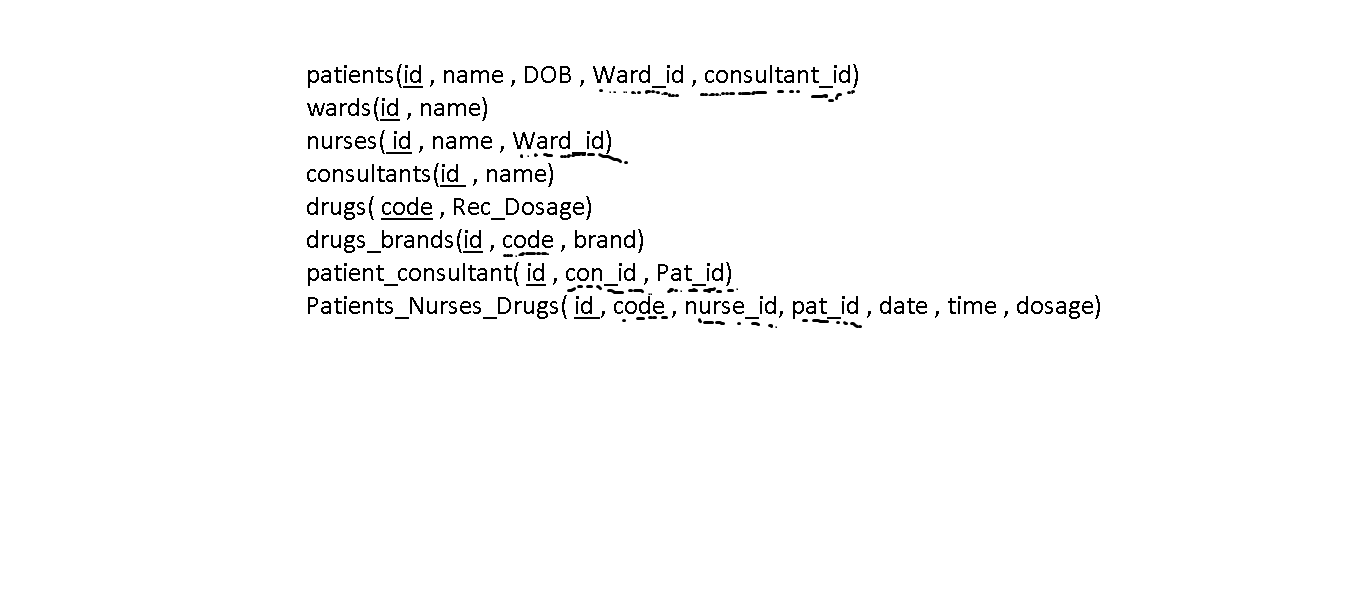 patients(id , name , DOB , Ward_id , consultant_id)
wards(id , name)
nurses( id , name , Ward_id)
consultants(id , name)
drugs( code , Rec_Dosage)
drugs_brands(id , code , brand)
patient_consultant( id , con_id , Pat_id)
Patients_Nurses_Drugs( id , code , nurse_id, pat_id , date , time , dosage)